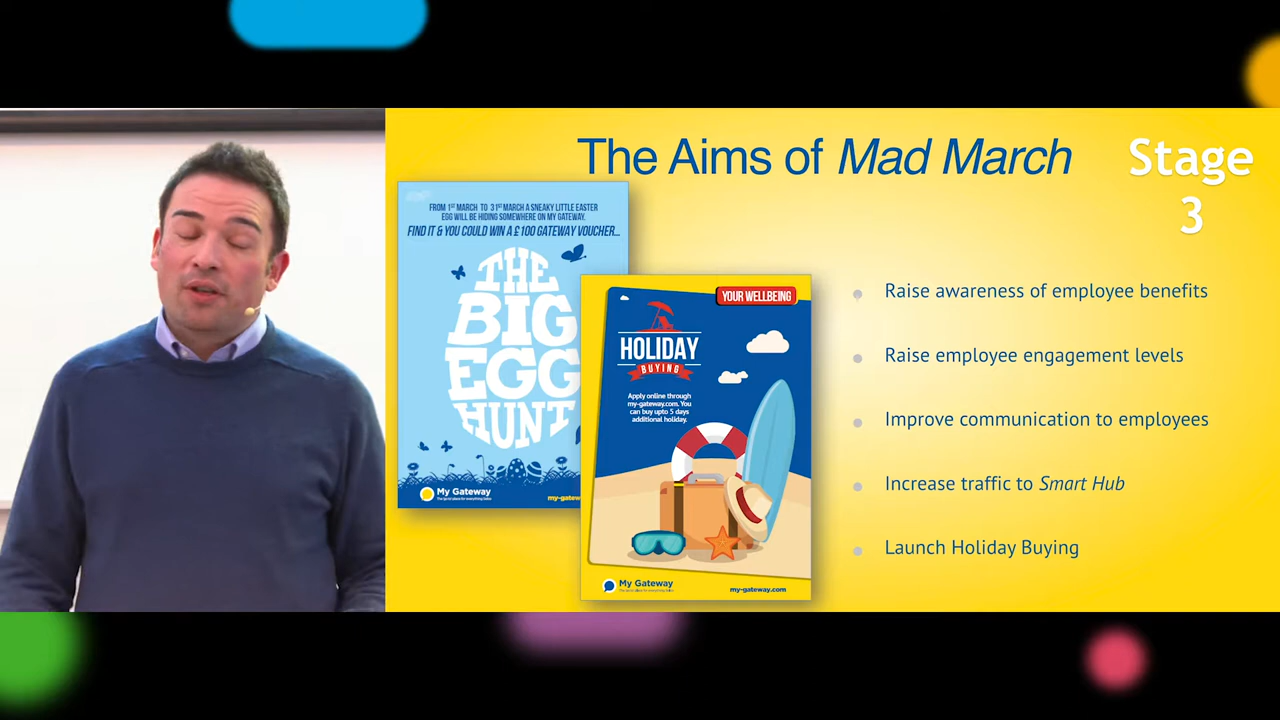 The Aims of Mad March
Stage
3
FROM 1ST MARCH TO 31ST MARCH A SNEAKY LITTLE EASTER
EGG WILL BE HIDING SOMEWHERE ON MY GATEWAY.
FIND IT & YOU COULD WIN A £100 GATEWAY VOUCHER...
THE
BIG
EGG
HUNT
My Gateway
my-gatew
YOUR WELLBEING
HOLIDAY
BUYING
Apply online through
my-gateway.com. You
can buy upto 5 days
additional holiday.
My Gateway
my-gateway.com
Raise awareness of employee benefits
Raise employee engagement levels
Improve communication to employees
Increase traffic to Smart Hub
Launch Holiday Buying